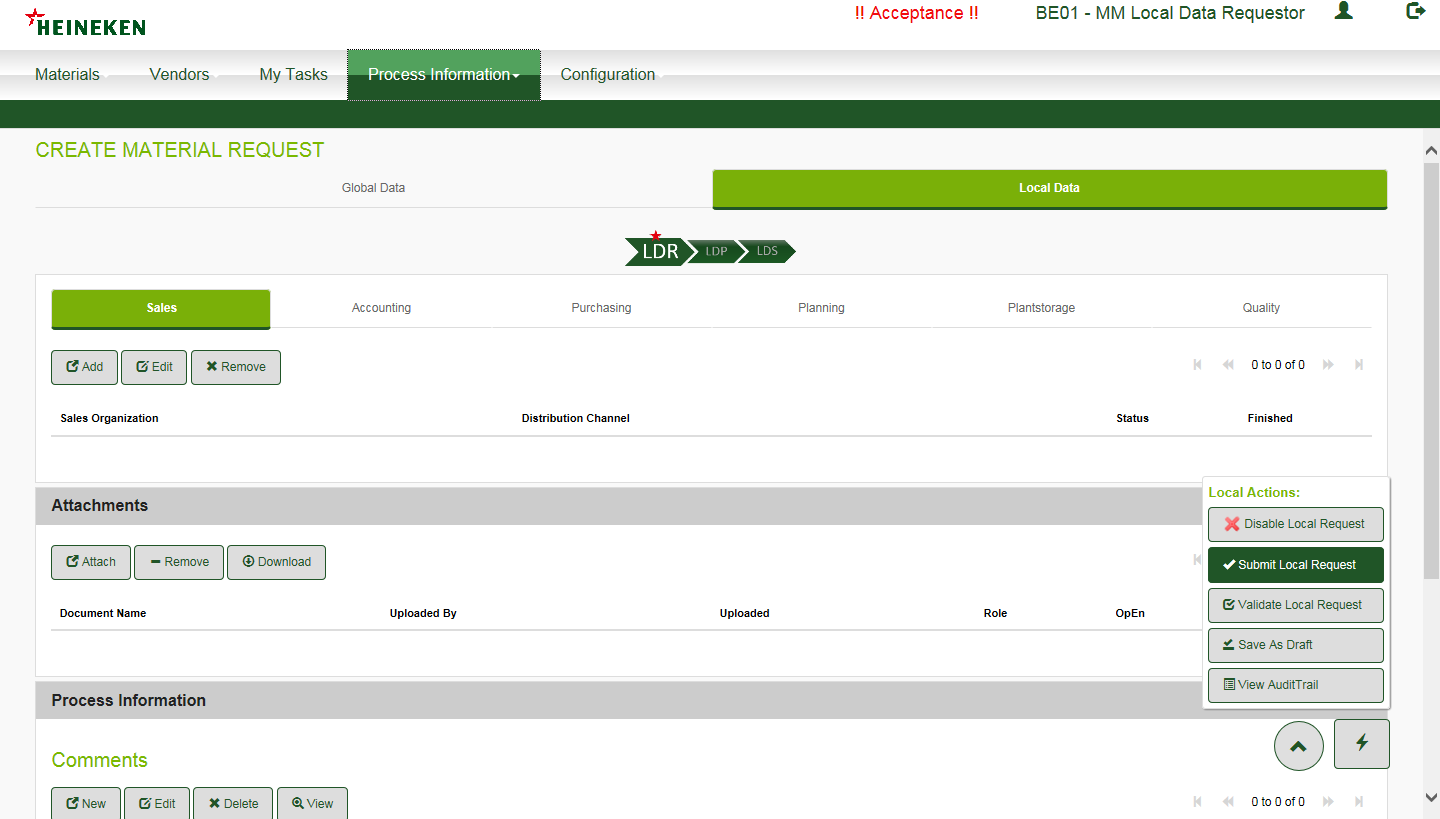 HEINEKEN
!! Acceptance !! BE01 - MM Local Data Requestor
Materials Vendors My Tasks Process Information Configuration
CREATE MATERIAL REQUEST
Global Data Local Data
LDR LDP LDS
Sales Accounting Purchasing Planning Plantstorage Quality
Add Edit Remove 0 to 0 of 0
Sales Organization Distribution Channel Status Finished
Attachments
Attach Remove Download
Document Name Uploaded By Uploaded Role OpEn
Local Actions:
Disable Local Request
Submit Local Request
Validate Local Request
Save As Draft
View AuditTrail
Process Information
Comments
New Edit Delete View 0 to 0 of 0